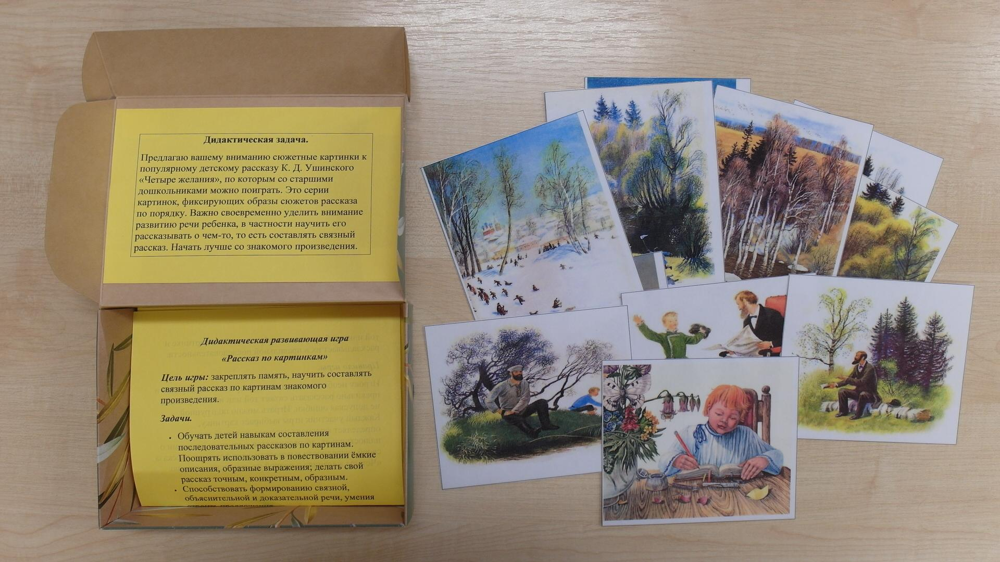 Дидактическая задача.
Предлагаю вашему вниманию сюжетные картинки к
популярному детскому рассказу К. Д. Ушинского
«Четыре желания», по которым со старшими
дошкольниками можно поиграть. Это серии
картинок, фиксирующих образы сюжетов рассказа
по порядку. Важно своевременно уделить внимание
развитию речи ребенка, в частности научить его
рассказывать о чем-то, то есть составлять связный
рассказ. Начать лучше со знакомого произведения.
Дидактическая развивающая игра
«Рассказ по картинкам»
Цель игры: закреплять память, научить составлять
связный рассказ по картинам знакомого
произведения.
Задачи.
• Обучать детей навыкам составления
последовательных рассказов по картинам.
Поощрять использовать в повествовании ёмкие
описания, образные выражения; делать свой
рассказ точным, конкретным, образным.
• Способствовать формированию связной,
объяснительной и доказательной речи, умения